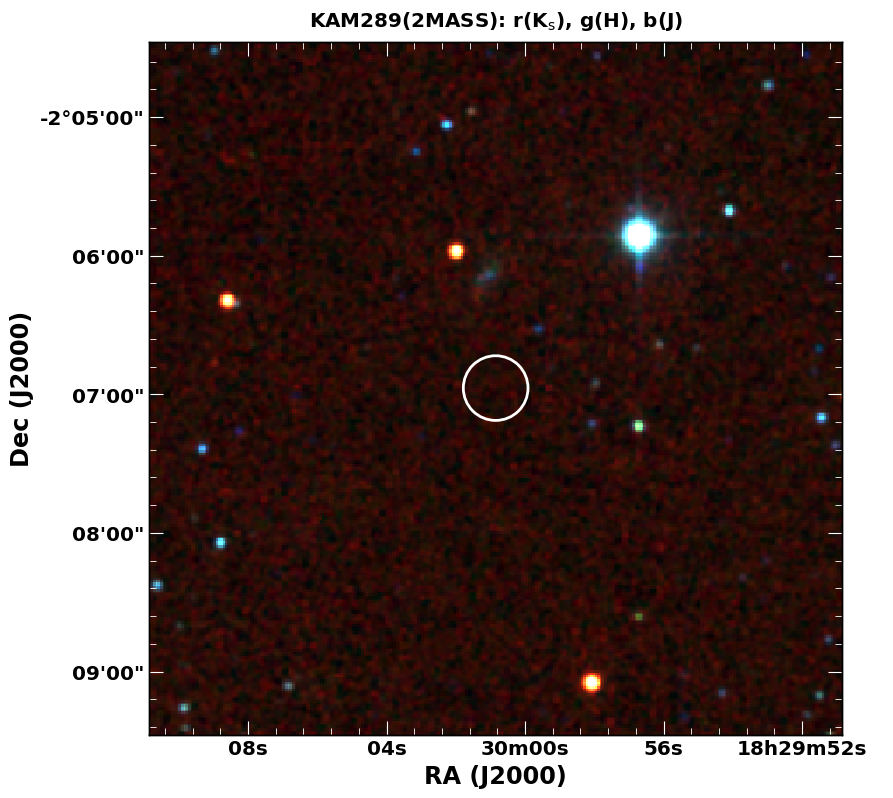 KAM289(2MASS): r(Kₛ), g(H), b(J)
-2°05'00"
06'00"
07'00"
08'00"
09'00"
Dec (J2000)
08s 04s 30m00s 56s 18h29m52s
RA (J2000)